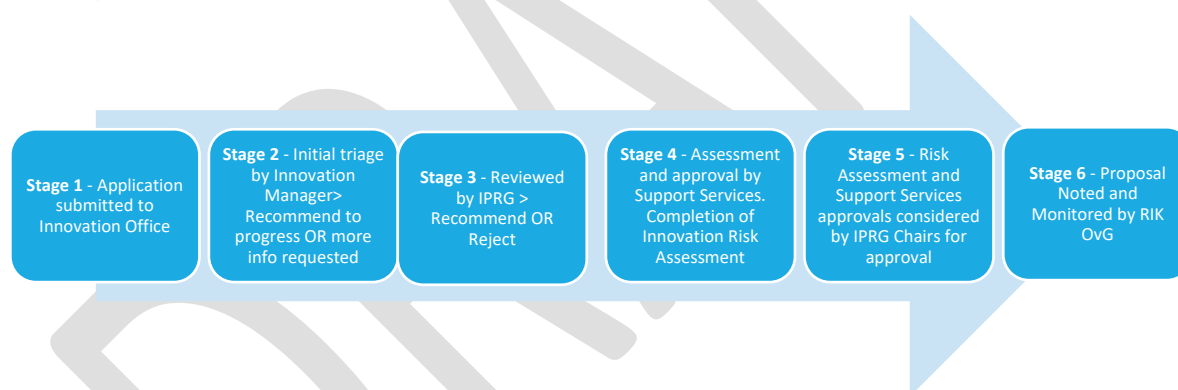 Stage 1 - Application
submitted to
Innovation Office
Stage 2 - Initial triage
by Innovation
Manager>
Recommend to
progress OR more
info requested
Stage 3 - Reviewed
by IPRG >
Recommend OR
Reject
Stage 4 - Assessment
and approval by
Support Services.
Completion of
Innovation Risk
Assessment
Stage 5 - Risk
Assessment and
Support Services
approvals considered
by IPRG Chairs for
approval
Stage 6 - Proposal
Noted and
Monitored by RIK
OvG